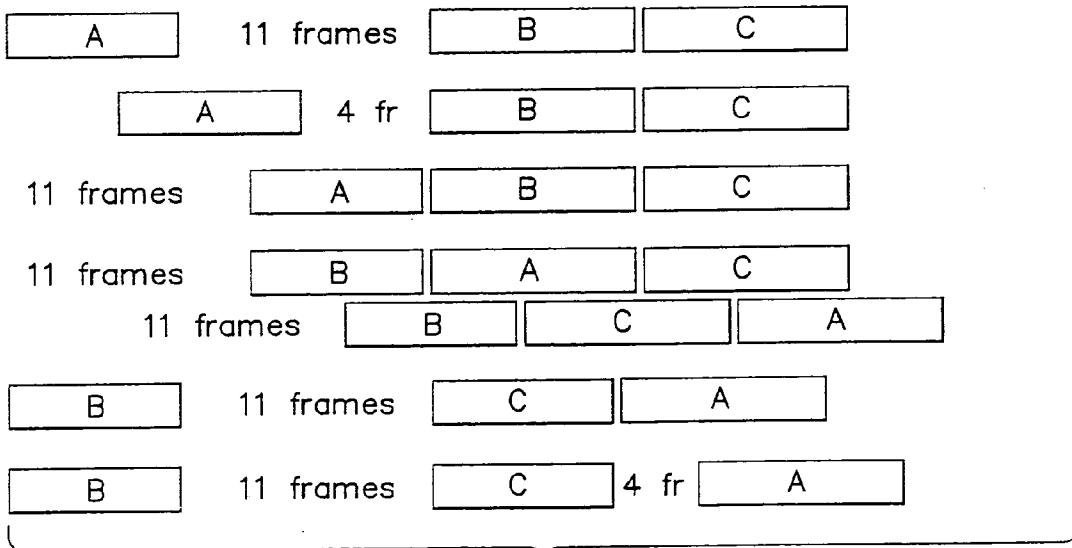 A 11 frames B C
A 4 fr B C
11 frames A B C
11 frames B A C
11 frames B C A
B 11 frames C A
B 11 frames C 4 fr A